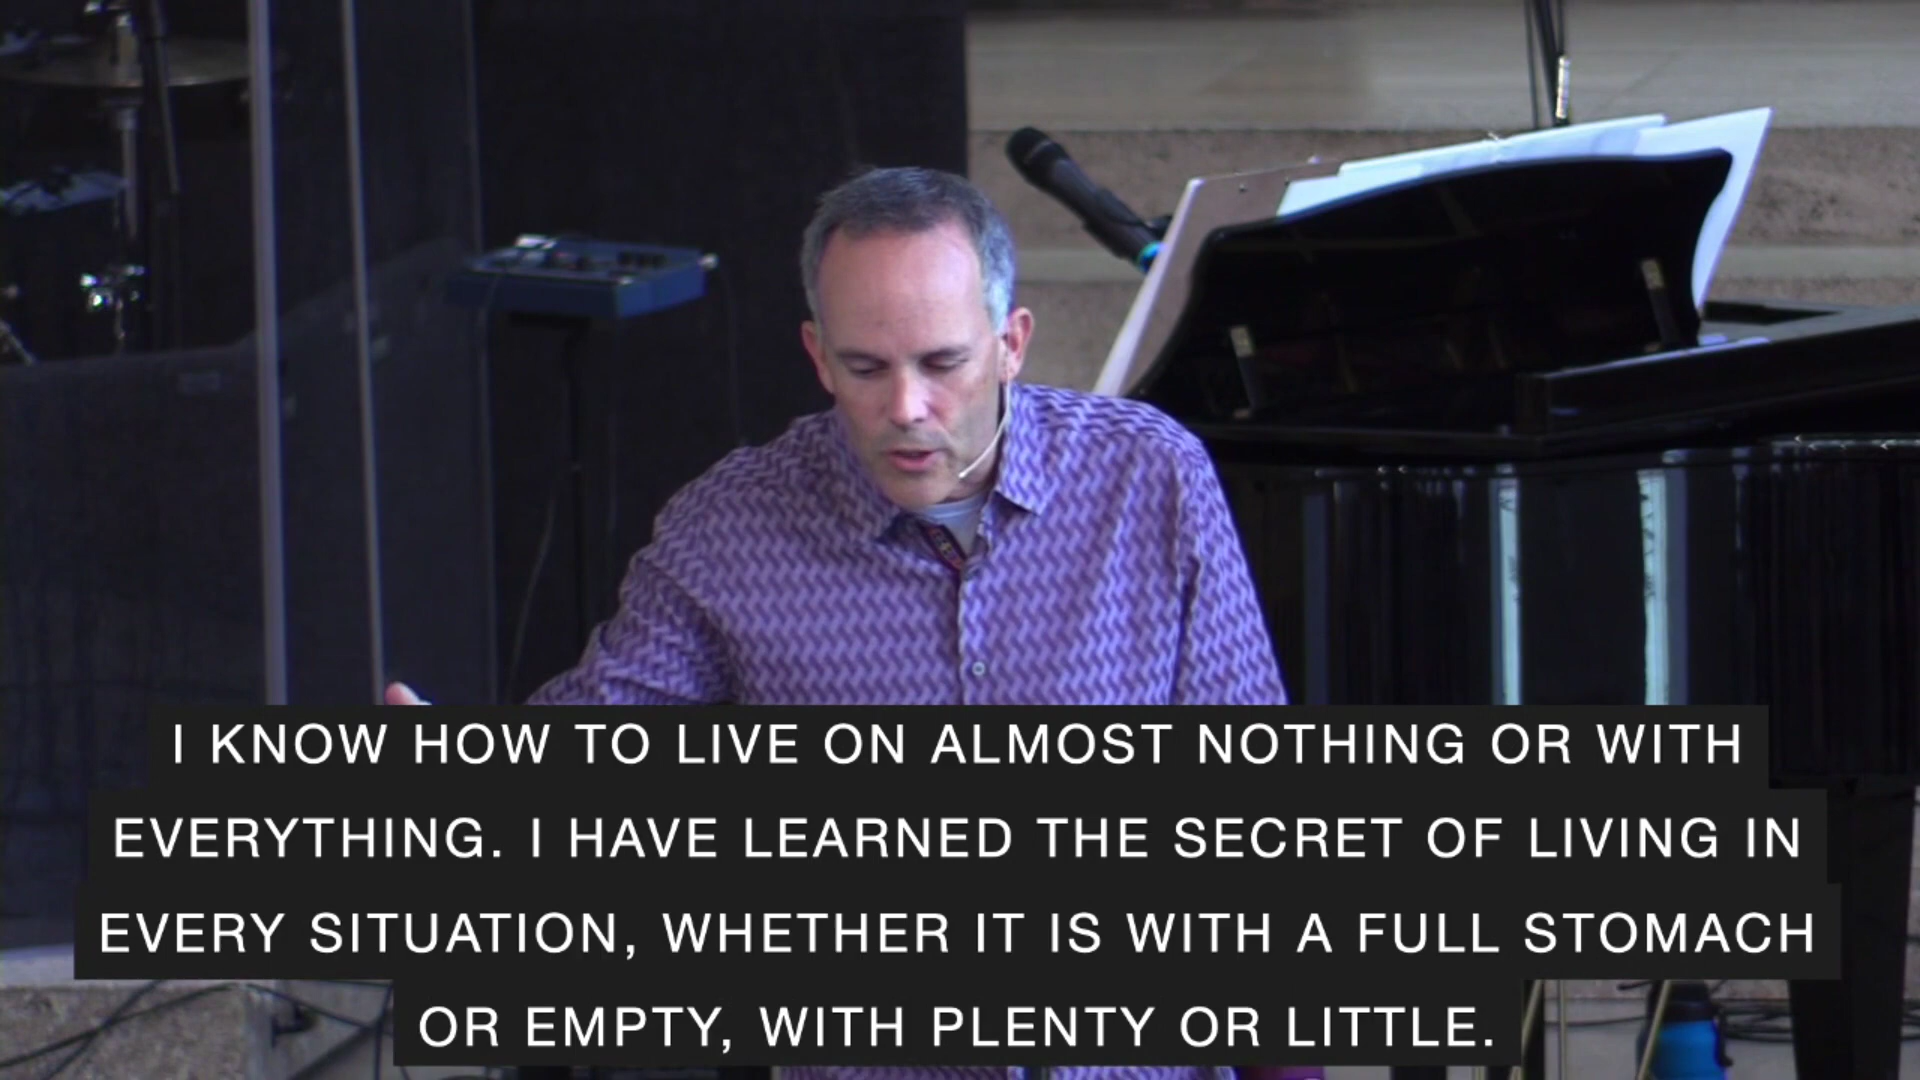 I KNOW HOW TO LIVE ON ALMOST NOTHING OR WITH
EVERYTHING. I HAVE LEARNED THE SECRET OF LIVING IN
EVERY SITUATION, WHETHER IT IS WITH A FULL STOMACH
OR EMPTY, WITH PLENTY OR LITTLE.